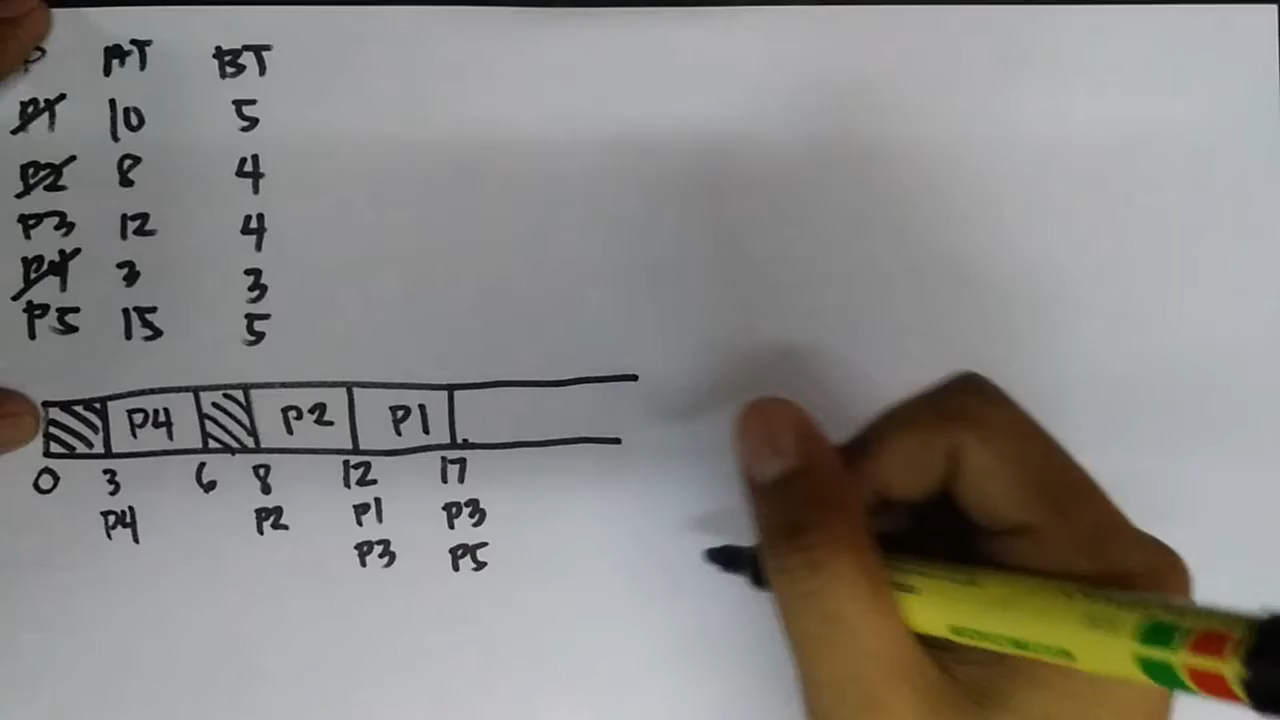 P AT BT
P1 10 5
P2 8 4
P3 12 4
P4 3 3
P5 15 5
P4 P2 P1
0 3 6 8 12 17
P4 P2 P1 P3
P3 P5